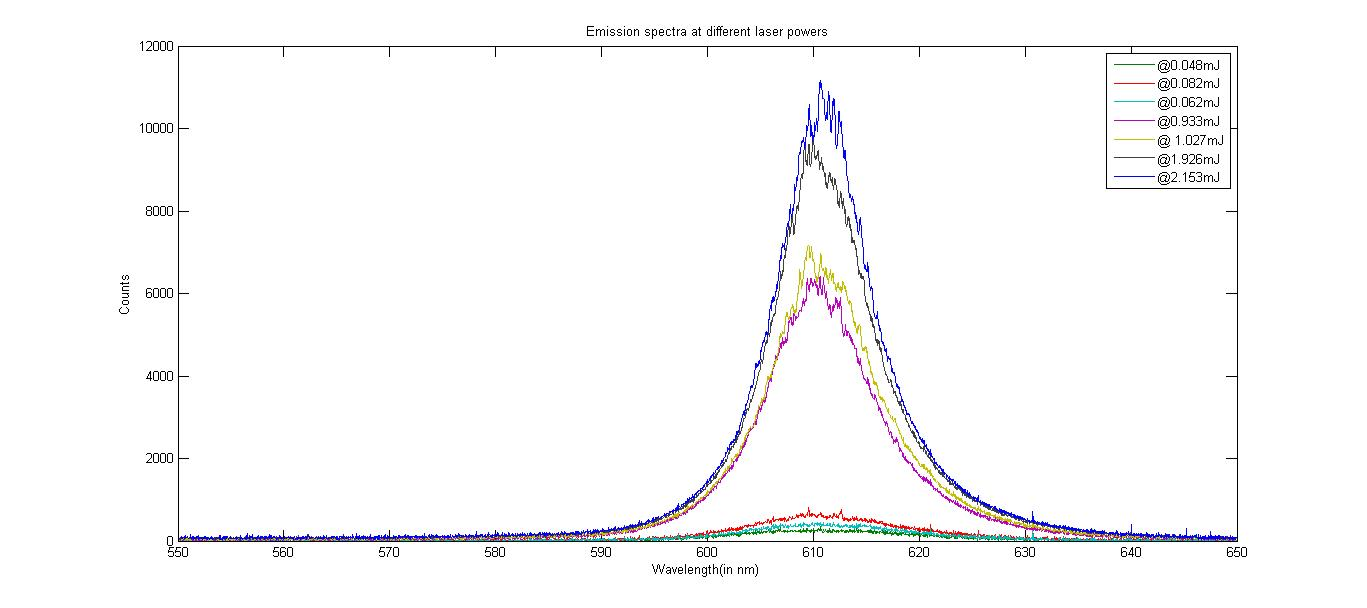 Emission spectra at different laser powers
12000
10000
8000
6000
4000
2000
0
Counts
@0.048mJ
@0.082mJ
@0.062mJ
@0.933mJ
@ 1.027mJ
@1.926mJ
@2.153mJ
550 560 570 580 590 600 610 620 630 640 650
Wavelength(in nm)